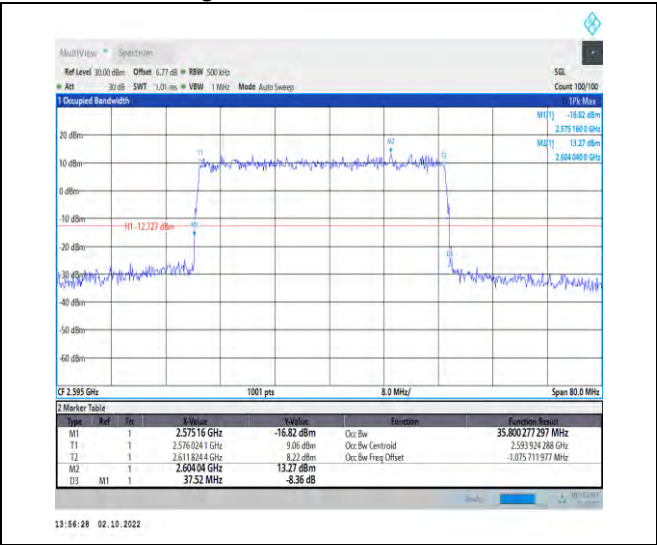 MultiView Spectrum
Ref Level 30.00 dBm Offset 6.77 dB RBW 500 kHz SGL
Att 30 dB SWT 1.01 ms VBW 1 MHz Mode Auto Sweep Count 100/100
1 Occupied Bandwidth 1Pk Max
M1[1] -16.82 dBm
2.575 160 0 GHz
M2[1] 13.27 dBm
2.604 040 0 GHz
20 dBm
M2
T1
T2
10 dBm
0 dBm
-10 dBm
H1 -12.727 dBm
M1
-20 dBm
D3
-30 dBm
-40 dBm
-50 dBm
-60 dBm
CF 2.595 GHz 1001 pts 8.0 MHz/ Span 80.0 MHz
2 Marker Table
Type Ref Trc X-Value Y-Value Function Function Result
M1 1 2.57516 GHz -16.82 dBm Occ Bw 35.800 277 297 MHz
T1 1 2.576 024 1 GHz 9.06 dBm Occ Bw Centroid 2.593 924 288 GHz
T2 1 2.611 824 4 GHz 8.22 dBm Occ Bw Freq Offset -1.075 711 977 MHz
M2 1 2.604 04 GHz 13.27 dBm
D3 M1 1 37.52 MHz -8.36 dB
13:56:28 02.10.2022